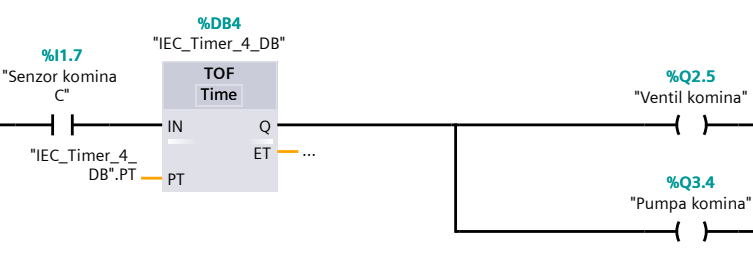 %DB4
"IEC_Timer_4_DB"
%I1.7
"Senzor komina
C"
TOF
Time
%Q2.5
"Ventil komina"
IN
Q
"IEC_Timer_4_
DB".PT
PT
ET
...
%Q3.4
"Pumpa komina"